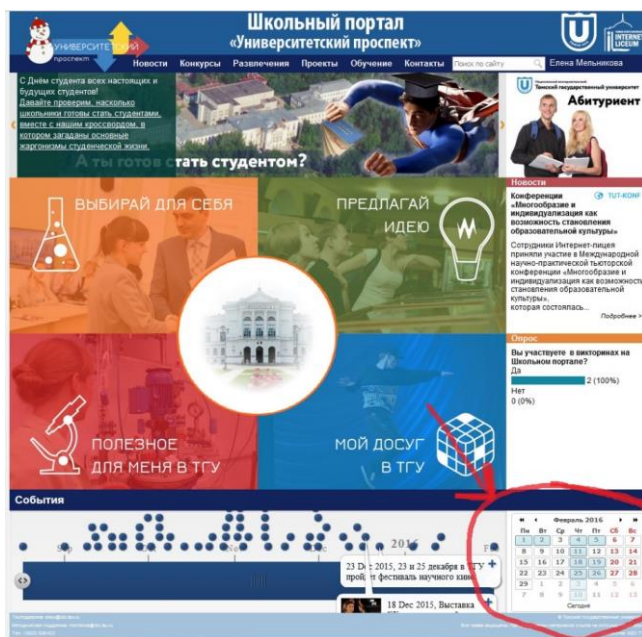 Школьный портал
«Университетский проспект»
УНИВЕРСИТЕТСКИЙ
проспект
INTERNET
LICEUM
Новости Конкурсы Развлечения Проекты Обучение Контакты Поиск по сайту Елена Мельникова
С Днём студента всех настоящих и
будущих студентов!
Давайте проверим, насколько
школьники готовы стать студентами,
вместе с нашим кроссвордом, в
котором загаданы основные
жаргонизмы студенческой жизни.
А ты готов стать студентом?
Томский государственный университет
Абитуриент
ВЫБИРАЙ ДЛЯ СЕБЯ
ПРЕДЛАГАЙ
ИДЕЮ
ПОЛЕЗНОЕ
ДЛЯ МЕНЯ В ТГУ
МОЙ ДОСУГ
В ТГУ
Новости
Конференции TUT-KONF
«Многообразие и
индивидуализация как
возможность становления
образовательной культуры»
Сотрудники Интернет-лицея
приняли участие в Международной
научно-практической тьюторской
конференции «Многообразие и
индивидуализация как возможность
становления образовательной
культуры»,
которая состоялась...
Подробнее >
Опрос
Вы участвуете в викторинах на
Школьном портале?
Да
2 (100%)
Нет
0 (0%)
События
Sep Nov Dec 2016
23 Dec 2015, 23 и 25 декабря в ТГУ
пройдет фестиваль научного кино
18 Dec 2015, Выставка
Февраль 2016
Пн Вт Ср Чт Пт Сб Вс
1 2 3 4 5 6 7
8 9 10 11 12 13 14
15 16 17 18 19 20 21
22 23 24 25 26 27 28
29 1 2 3 4 5 6
7 8 9 10 11 12 13
Сегодня